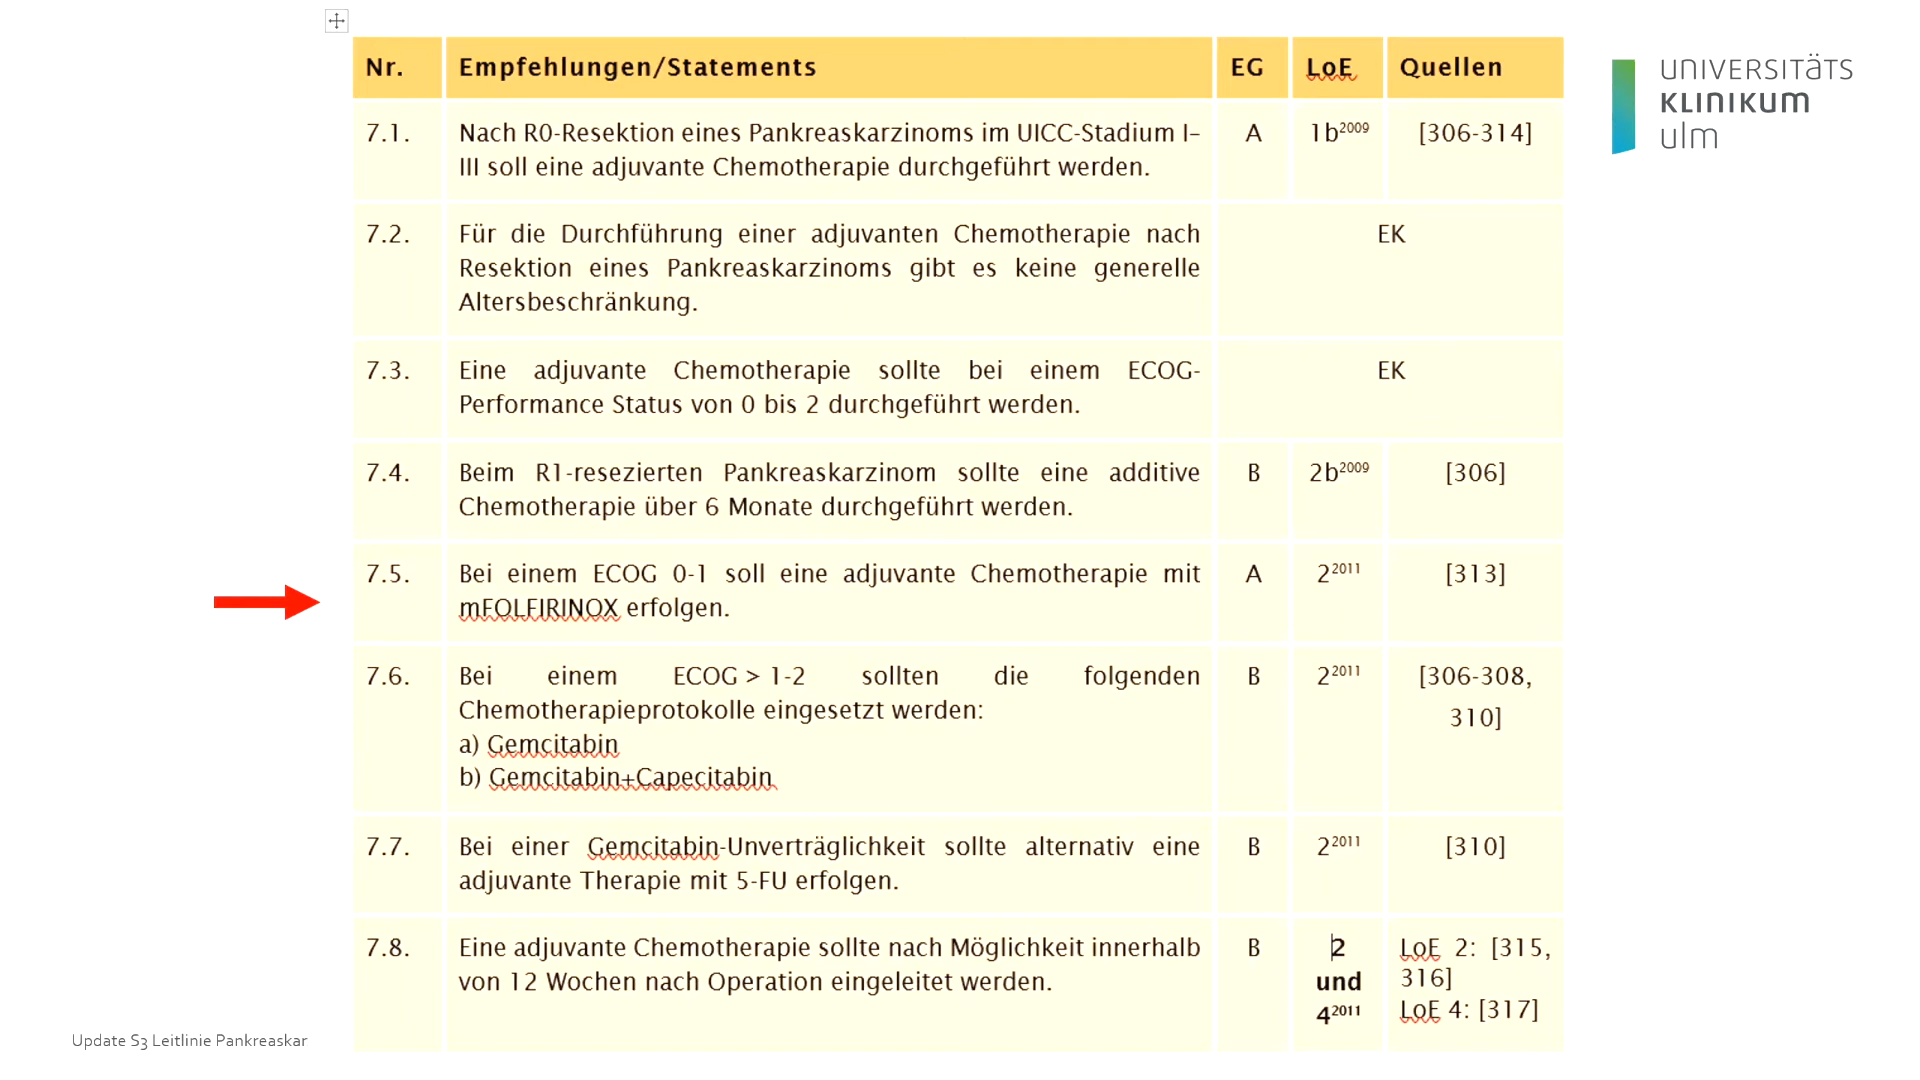 Nr. Empfehlungen/Statements EG LoE Quellen
UNIVERSITÄTS
KLINIKUM
ulm
7.1. Nach R0-Resektion eines Pankreaskarzinoms im UICC-Stadium I– A 1b2009 [306-314]
III soll eine adjuvante Chemotherapie durchgeführt werden.
7.2. Für die Durchführung einer adjuvanten Chemotherapie nach EK
Resektion eines Pankreaskarzinoms gibt es keine generelle
Altersbeschränkung.
7.3. Eine adjuvante Chemotherapie sollte bei einem ECOG- EK
Performance Status von 0 bis 2 durchgeführt werden.
7.4. Beim R1-resezierten Pankreaskarzinom sollte eine additive B 2b2009 [306]
Chemotherapie über 6 Monate durchgeführt werden.
7.5. Bei einem ECOG 0-1 soll eine adjuvante Chemotherapie mit A 22011 [313]
mFOLFIRINOX erfolgen.
7.6. Bei einem ECOG > 1-2 sollten die folgenden B 22011 [306-308,
Chemotherapieprotokolle eingesetzt werden: 310]
a) Gemcitabin
b) Gemcitabin+Capecitabin
7.7. Bei einer Gemcitabin-Unverträglichkeit sollte alternativ eine B 22011 [310]
adjuvante Therapie mit 5-FU erfolgen.
7.8. Eine adjuvante Chemotherapie sollte nach Möglichkeit innerhalb B 2 LoE 2: [315,
von 12 Wochen nach Operation eingeleitet werden. und 316]
42011 LoE 4: [317]
Update S3 Leitlinie Pankreaskar